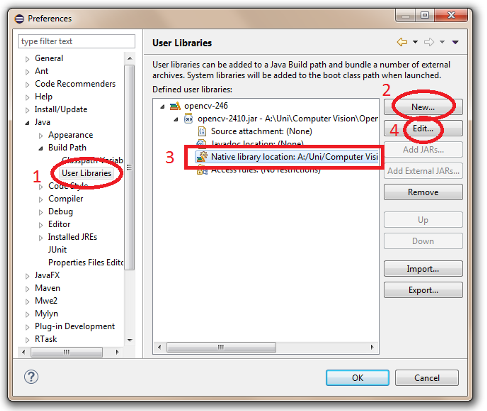 Preferences
type filter text
User Libraries
General
Ant
Code Recommenders
Help
Install/Update
Java
Appearance
Build Path
Classpath Variab
User Libraries
Code Style
Compiler
Debug
Editor
Installed JREs
JUnit
Properties Files Edito
JavaFX
Maven
Mwe2
Mylyn
Plug-in Development
RTask
1
User libraries can be added to a Java Build path and bundle a number of external
archives. System libraries will be added to the boot class path when launched.
Defined user libraries:
opencv-246
opencv-2410.jar - A:\Uni\Computer Vision\Oper
Source attachment: (None)
Javadoc location: (None)
3
Native library location: A:/Uni/Computer Visi
Access rules: (No restrictions)
2
New...
4
Edit...
Add JARs...
Add External JARs...
Remove
Up
Down
Import...
Export...
?
OK
Cancel